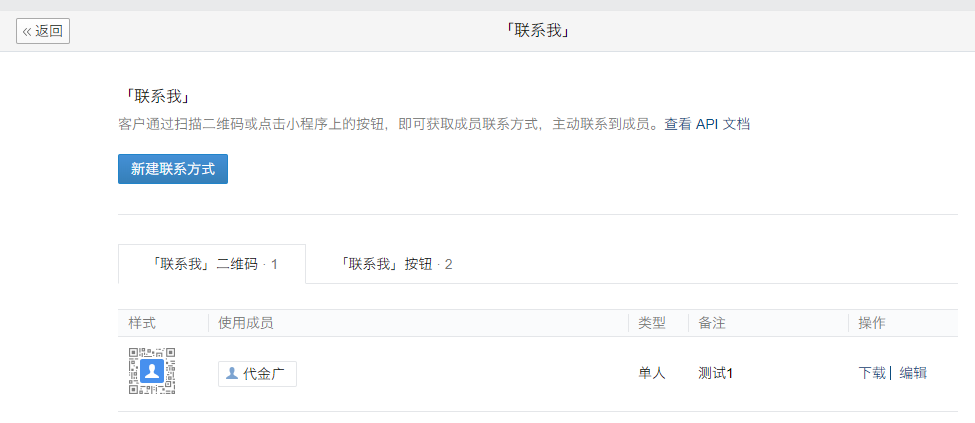 « 返回
「联系我」
「联系我」
客户通过扫描二维码或点击小程序上的按钮，即可获取成员联系方式，主动联系到成员。查看 API 文档
新建联系方式
「联系我」二维码 · 1 「联系我」按钮 · 2
样式 使用成员 类型 备注 操作
代金广 单人 测试1 下载 | 编辑